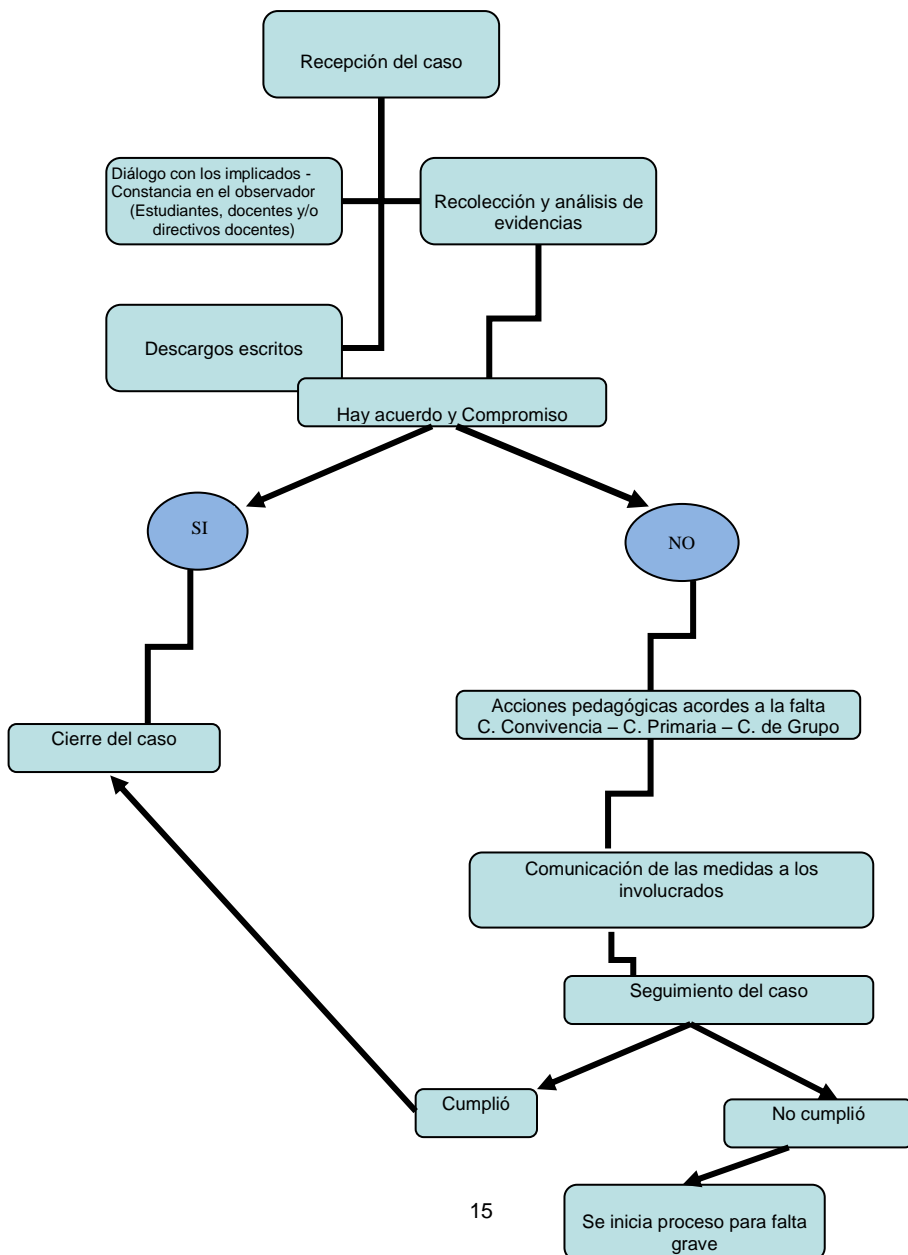 Recepción del caso
Diálogo con los implicados -
Constancia en el observador
(Estudiantes, docentes y/o
directivos docentes)
Recolección y análisis de
evidencias
Descargos escritos
Hay acuerdo y Compromiso
SI
NO
Acciones pedagógicas acordes a la falta
C. Convivencia – C. Primaria – C. de Grupo
Cierre del caso
Comunicación de las medidas a los
involucrados
Seguimiento del caso
Cumplió
No cumplió
15
Se inicia proceso para falta
grave